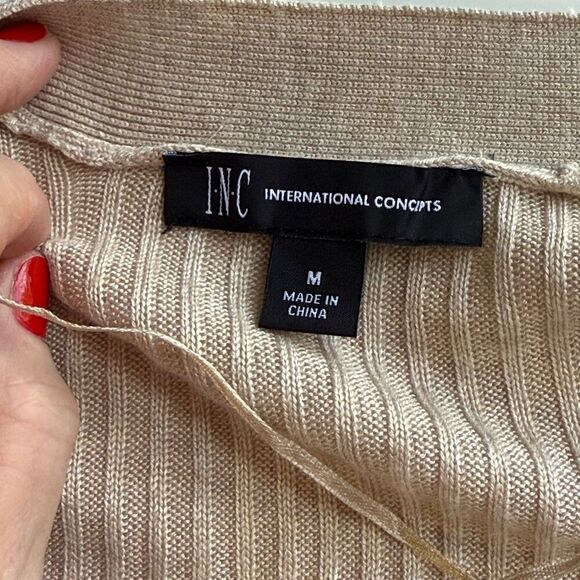 I·N·C INTERNATIONAL CONCEPTS
M
MADE IN
CHINA